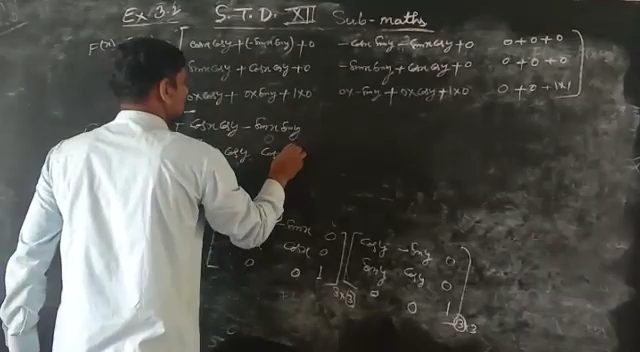 Ex 3.2 S.T.D. XII Sub-maths
F(x) cosx cosy + (-sinx siny) + 0 -cosx siny - sinx cosy + 0 0+0+0
sinx cosy + cosx cosy + 0 -sinx siny + cosx cosy + 0 0+0+0
0x cosy + 0x siny + 1x0 0x -siny + 0x cosy + 1x0 0+0+1x1
cosx cosy - sinx siny
cosy. cos
-sinx 0
cosx 0
0 0 1
3x3
cosy -siny 0
siny cosy 0
0 0 1
3x3